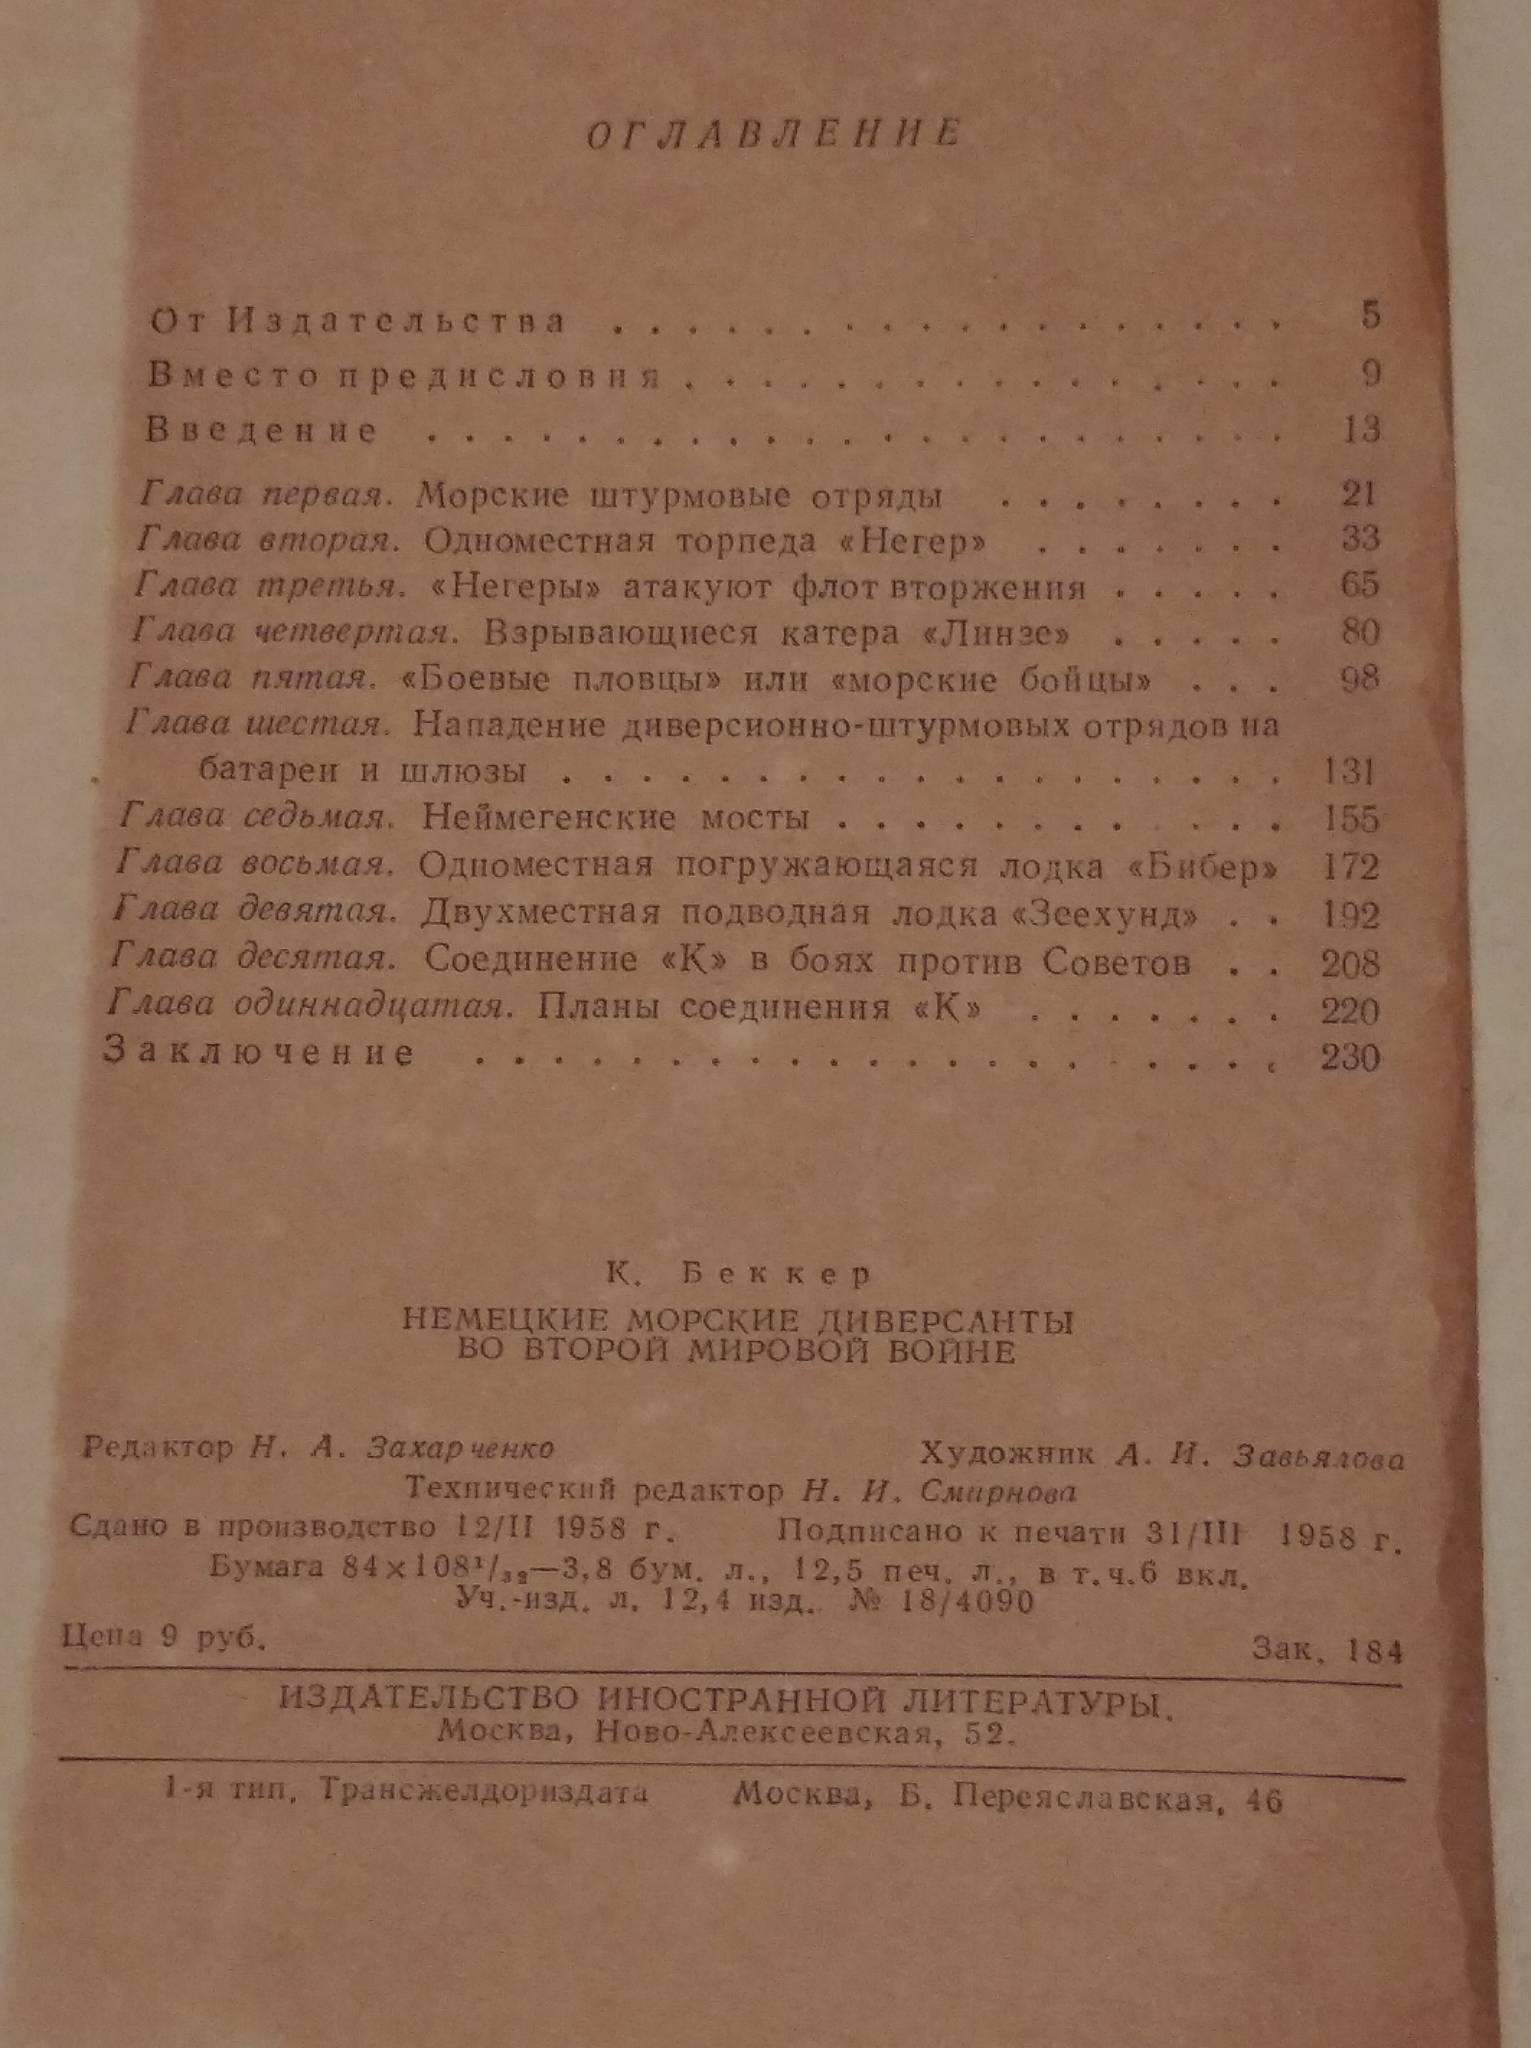 ОГЛАВЛЕНИЕ
От Издательства . . . . . . . . . . . . . . . . . . 5
Вместо предисловия . . . . . . . . . . . . . . . . 9
Введение . . . . . . . . . . . . . . . . . . . . . . . 13
Глава первая. Морские штурмовые отряды . . . . . . . . 21
Глава вторая. Одноместная торпеда «Негер» . . . . . . . 33
Глава третья. «Негеры» атакуют флот вторжения . . . . . 65
Глава четвертая. Взрывающиеся катера «Линзе» . . . . . 80
Глава пятая. «Боевые пловцы» или «морские бойцы» . . . 98
Глава шестая. Нападение диверсионно-штурмовых отрядов на
батареи и шлюзы . . . . . . . . . . . . . . . . . . . 131
Глава седьмая. Неймегенские мосты . . . . . . . . . . . . 155
Глава восьмая. Одноместная погружающаяся лодка «Бибер» 172
Глава девятая. Двухместная подводная лодка «Зеехунд» . . 192
Глава десятая. Соединение «К» в боях против Советов . . 208
Глава одиннадцатая. Планы соединения «К» . . . . . . . 220
Заключение . . . . . . . . . . . . . . . . . . . . . 230
К. Беккер
НЕМЕЦКИЕ МОРСКИЕ ДИВЕРСАНТЫ
ВО ВТОРОЙ МИРОВОЙ ВОЙНЕ
Редактор Н. А. Захарченко Художник А. И. Завьялова
Технический редактор Н. И. Смирнова
Сдано в производство 12/II 1958 г. Подписано к печати 31/III 1958 г.
Бумага 84×108¹/₃₂—3,8 бум. л., 12,5 печ. л., в т.ч.6 вкл.
Уч.-изд. л. 12,4 изд. № 18/4090
Цена 9 руб. Зак. 184
ИЗДАТЕЛЬСТВО ИНОСТРАННОЙ ЛИТЕРАТУРЫ.
Москва, Ново-Алексеевская, 52.
1-я тип. Трансжелдориздата Москва, Б. Переяславская, 46